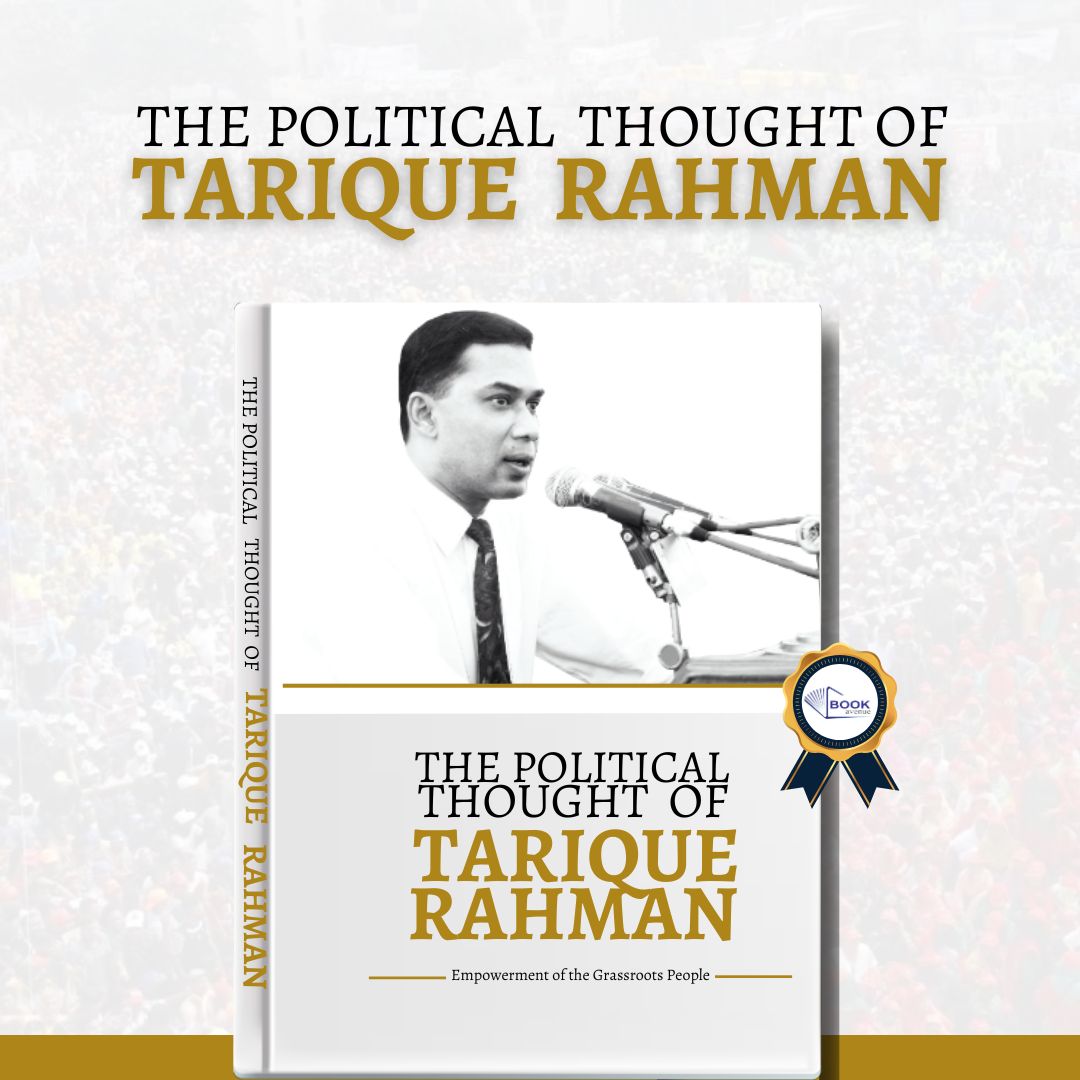 THE POLITICAL THOUGHT OF
TARIQUE RAHMAN
THE POLITICAL THOUGHT OF TARIQUE RAHMAN
BOOK
avenue
THE POLITICAL
THOUGHT OF
TARIQUE
RAHMAN
Empowerment of the Grassroots People